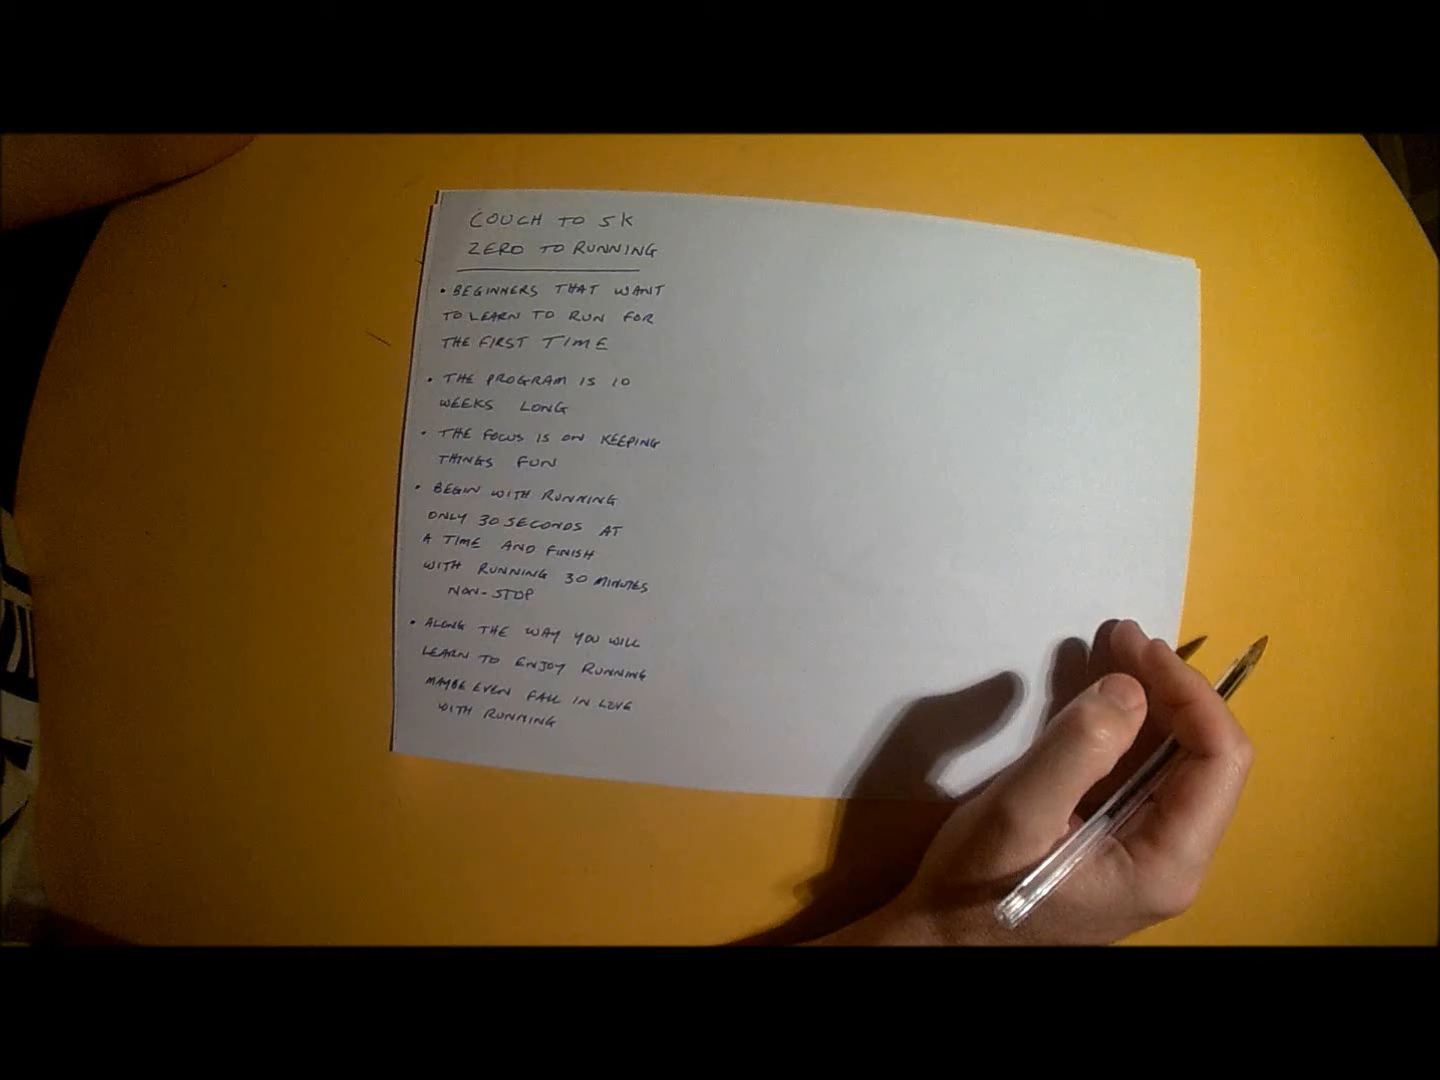 COUCH TO 5K
ZERO TO RUNNING
• BEGINNERS THAT WANT
TO LEARN TO RUN FOR
THE FIRST TIME
• THE PROGRAM IS 10
WEEKS LONG
• THE FOCUS IS ON KEEPING
THINGS FUN
• BEGIN WITH RUNNING
ONLY 30 SECONDS AT
A TIME AND FINISH
WITH RUNNING 30 MINUTES
NON-STOP
• ALONG THE WAY YOU WILL
LEARN TO ENJOY RUNNING
MAYBE EVEN FALL IN LOVE
WITH RUNNING